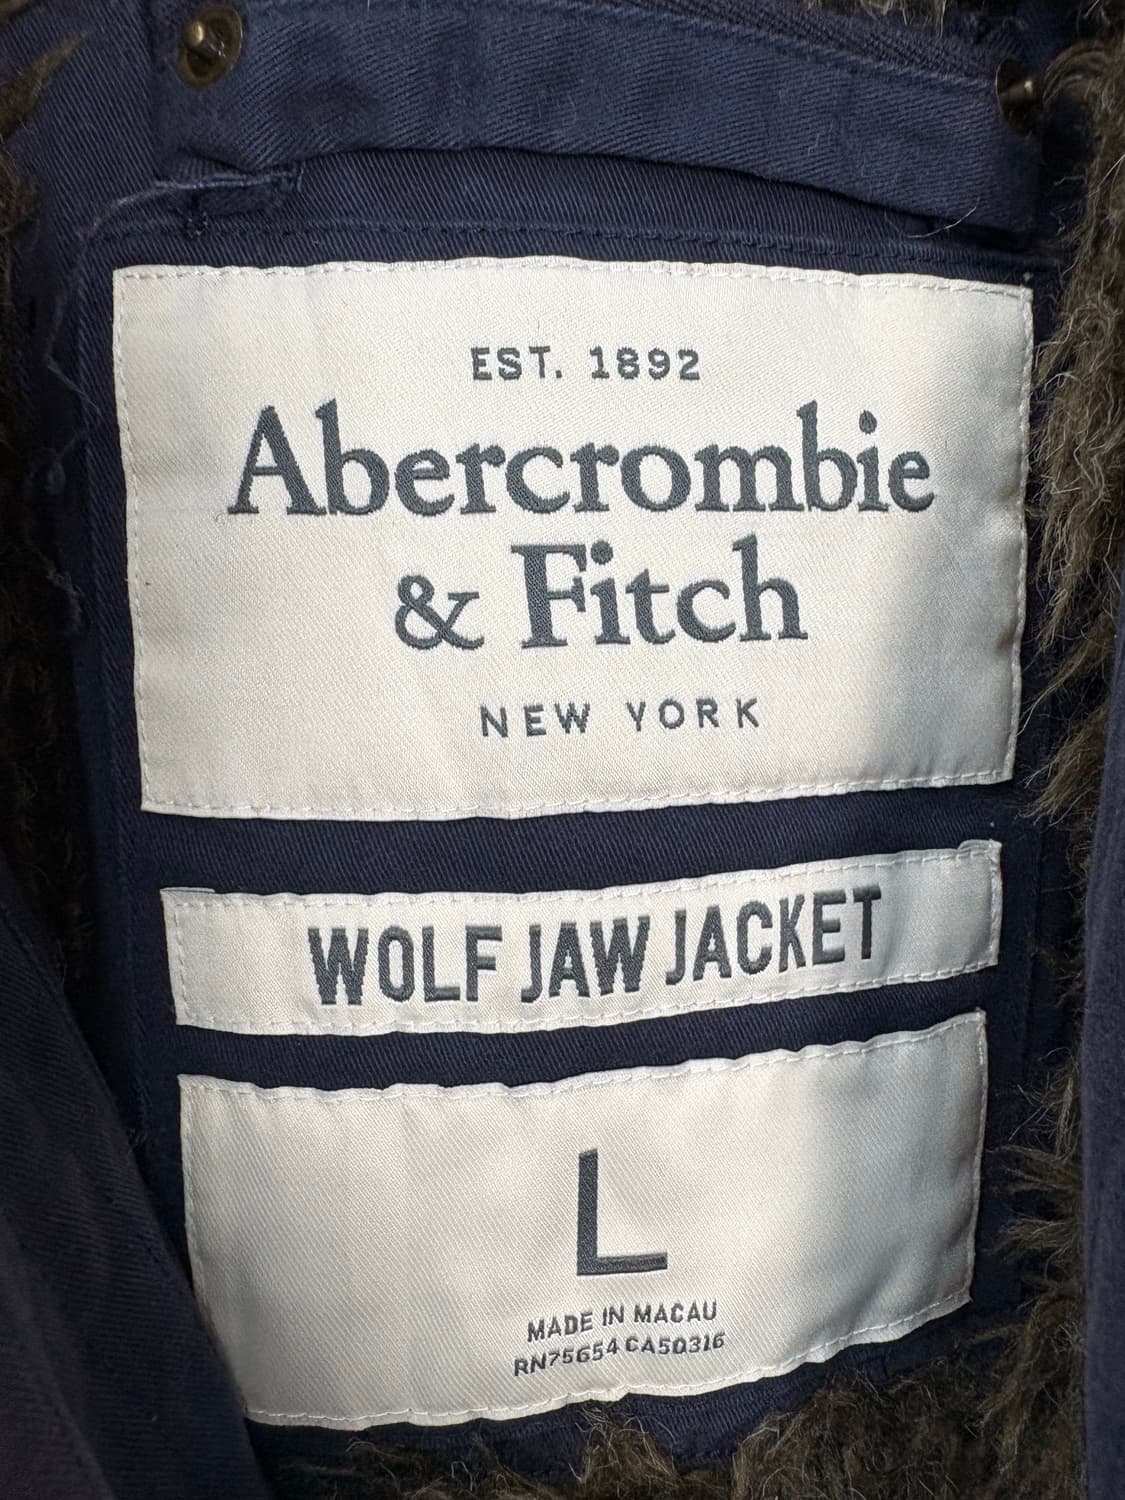 EST. 1892
Abercrombie
& Fitch
NEW YORK
WOLF JAW JACKET
L
MADE IN MACAU
RN75654 CA50316